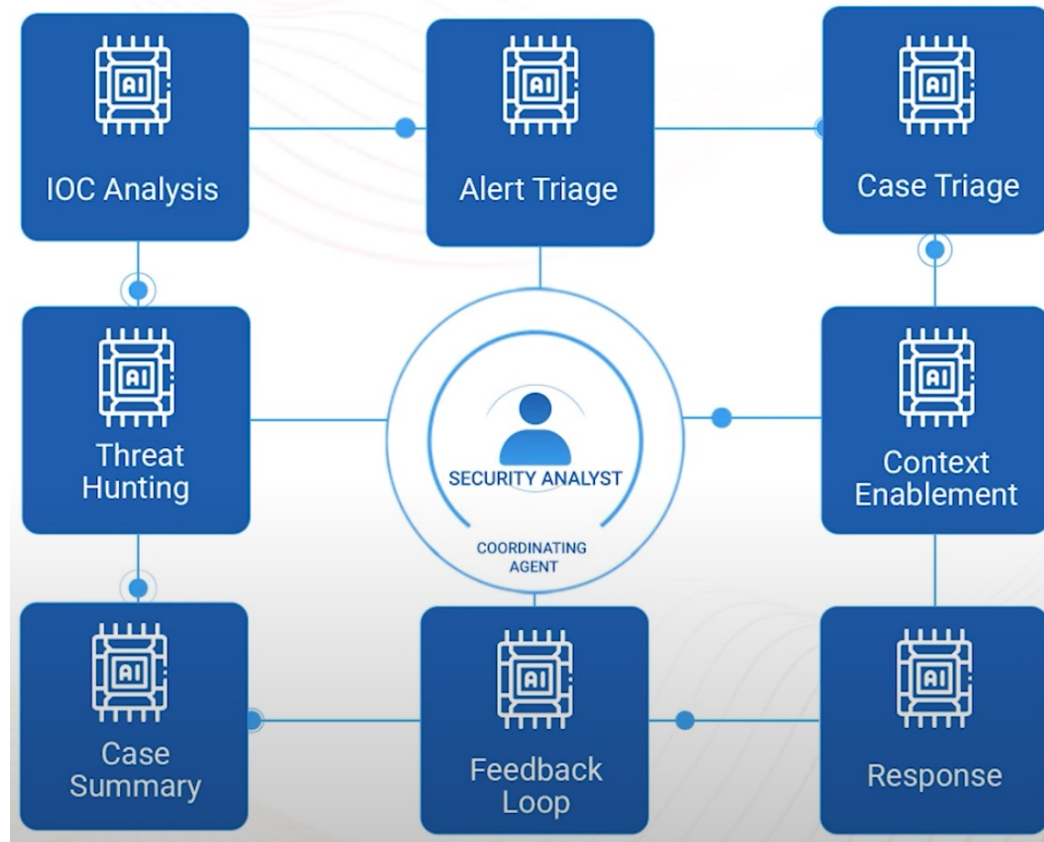 AI
IOC Analysis
AI
Alert Triage
AI
Case Triage
AI
Threat
Hunting
SECURITY ANALYST
COORDINATING
AGENT
AI
Context
Enablement
AI
Case
Summary
AI
Feedback
Loop
AI
Response